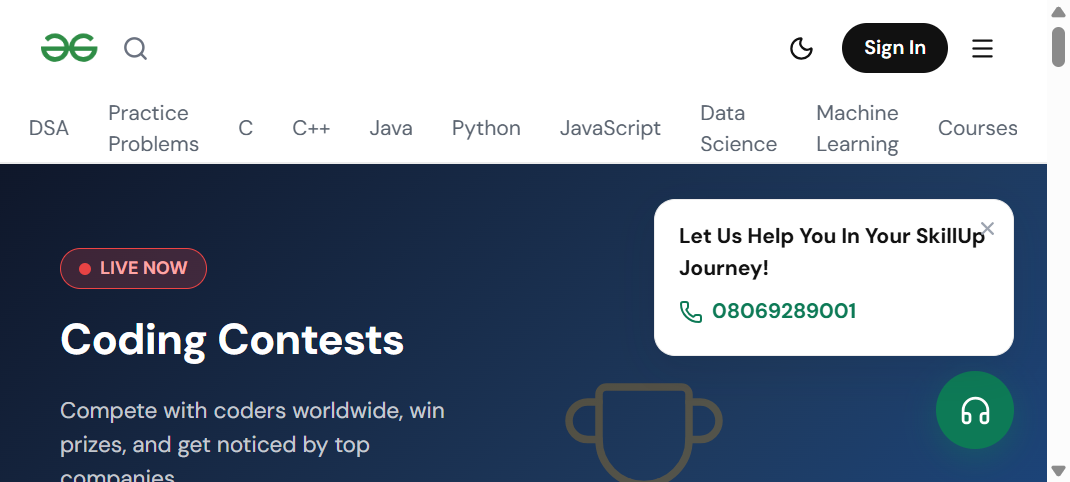 Sign In
DSA
Practice
Problems
C
C++
Java
Python
JavaScript
Data
Science
Machine
Learning
Courses
LIVE NOW
Coding Contests
Compete with coders worldwide, win
prizes, and get noticed by top
companies
Let Us Help You In Your SkillUp
Journey!
08069289001